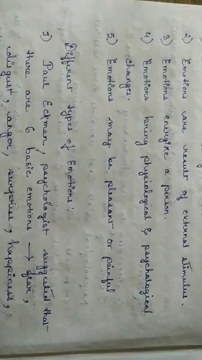 2) Emotions are result of external stimulus.
3) Emotions energize a person.
4) Emotions bring physiological & psychological
changes.
5) Emotions may be pleasant or painful
Different types of Emotions:
1) Paul Eckman, psychologist suggested that
there are 6 basic emotions → fear,
disgust, anger, surprise, happiness,